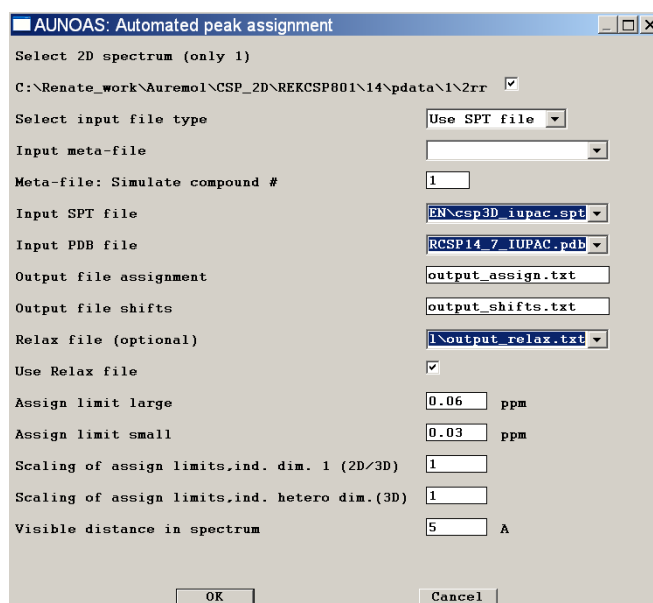 AUNOAS: Automated peak assignment
Select 2D spectrum (only 1)
C:\Renate_work\Auremol\CSP_2D\REKCSP801\14\pdata\1\2rr
Select input file type Use SPT file
Input meta-file
Meta-file: Simulate compound # 1
Input SPT file EN\csp3D_iupac.spt
Input PDB file RCSP14_7_IUPAC.pdb
Output file assignment output_assign.txt
Output file shifts output_shifts.txt
Relax file (optional) l\output_relax.txt
Use Relax file
Assign limit large 0.06 ppm
Assign limit small 0.03 ppm
Scaling of assign limits,ind. dim. 1 (2D/3D) 1
Scaling of assign limits,ind. hetero dim.(3D) 1
Visible distance in spectrum 5 A
OK Cancel